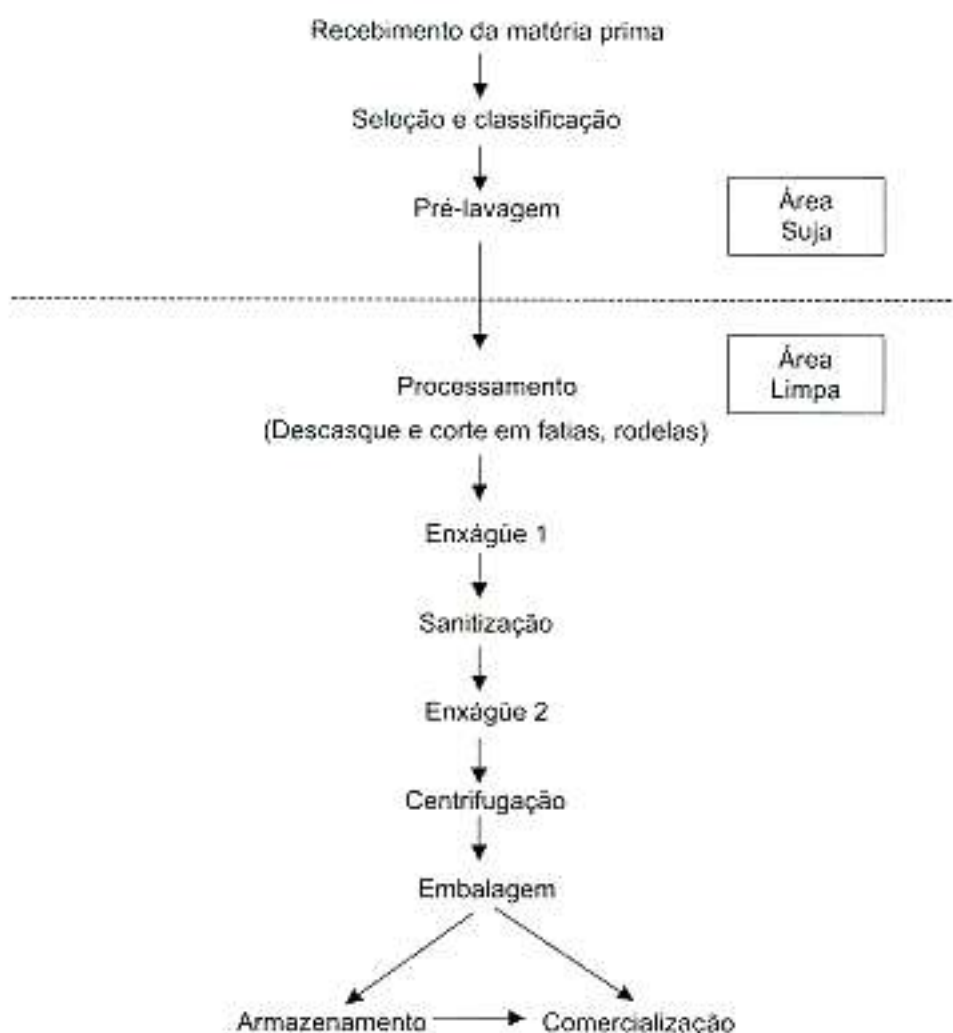 Recebimento da matéria prima
Seleção e classificação
Pré-lavagem
Área
Suja
Processamento
(Descasque e corte em fatias, rodelas)
Área
Limpa
Enxágüe 1
Sanitização
Enxágüe 2
Centrifugação
Embalagem
Armazenamento
Comercialização